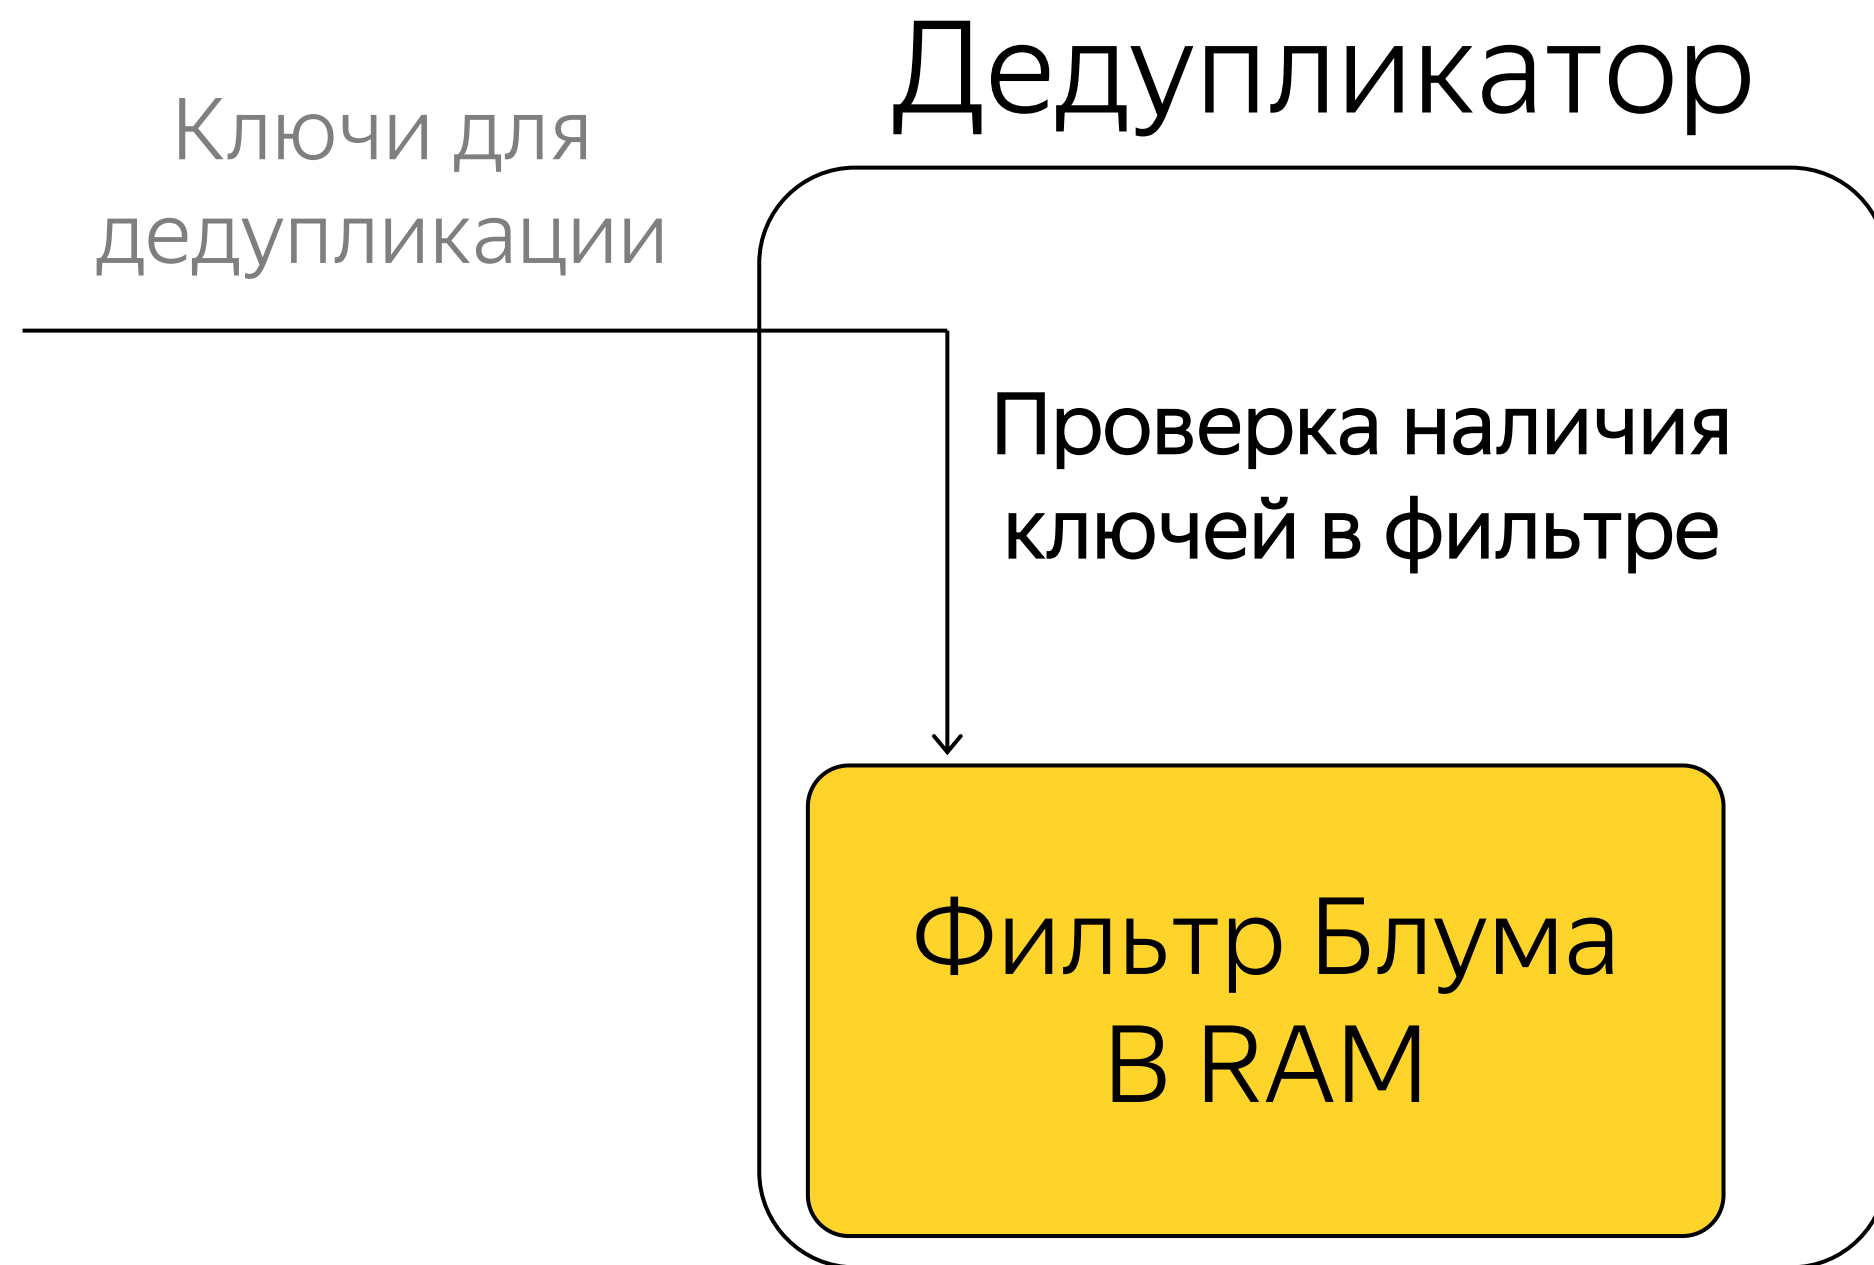 Дедупликатор
Ключи для
дедупликации
Проверка наличия
ключей в фильтре
Фильтр Блума
В RAM